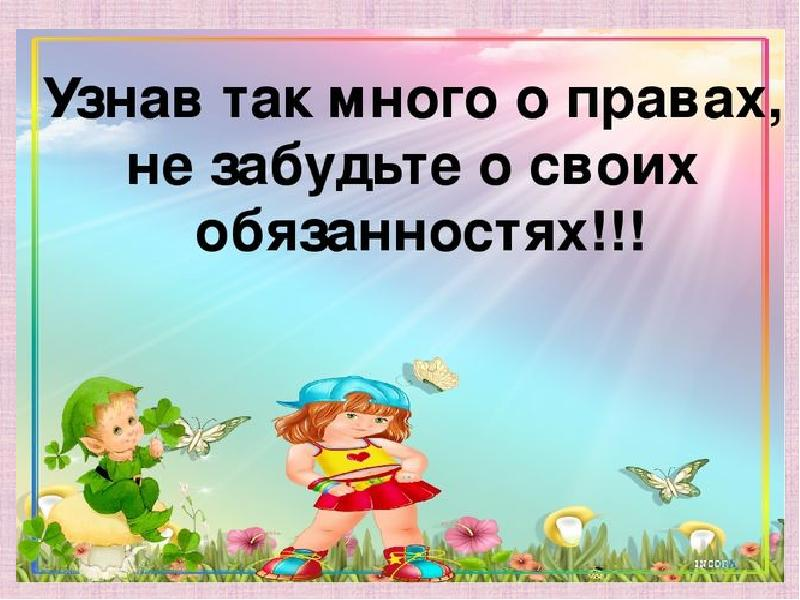 Узнав так много о правах,
не забудьте о своих
обязанностях!!!